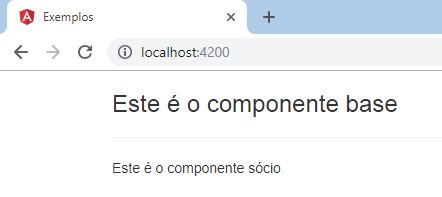 Exemplos
localhost:4200
Este é o componente base
Este é o componente sócio